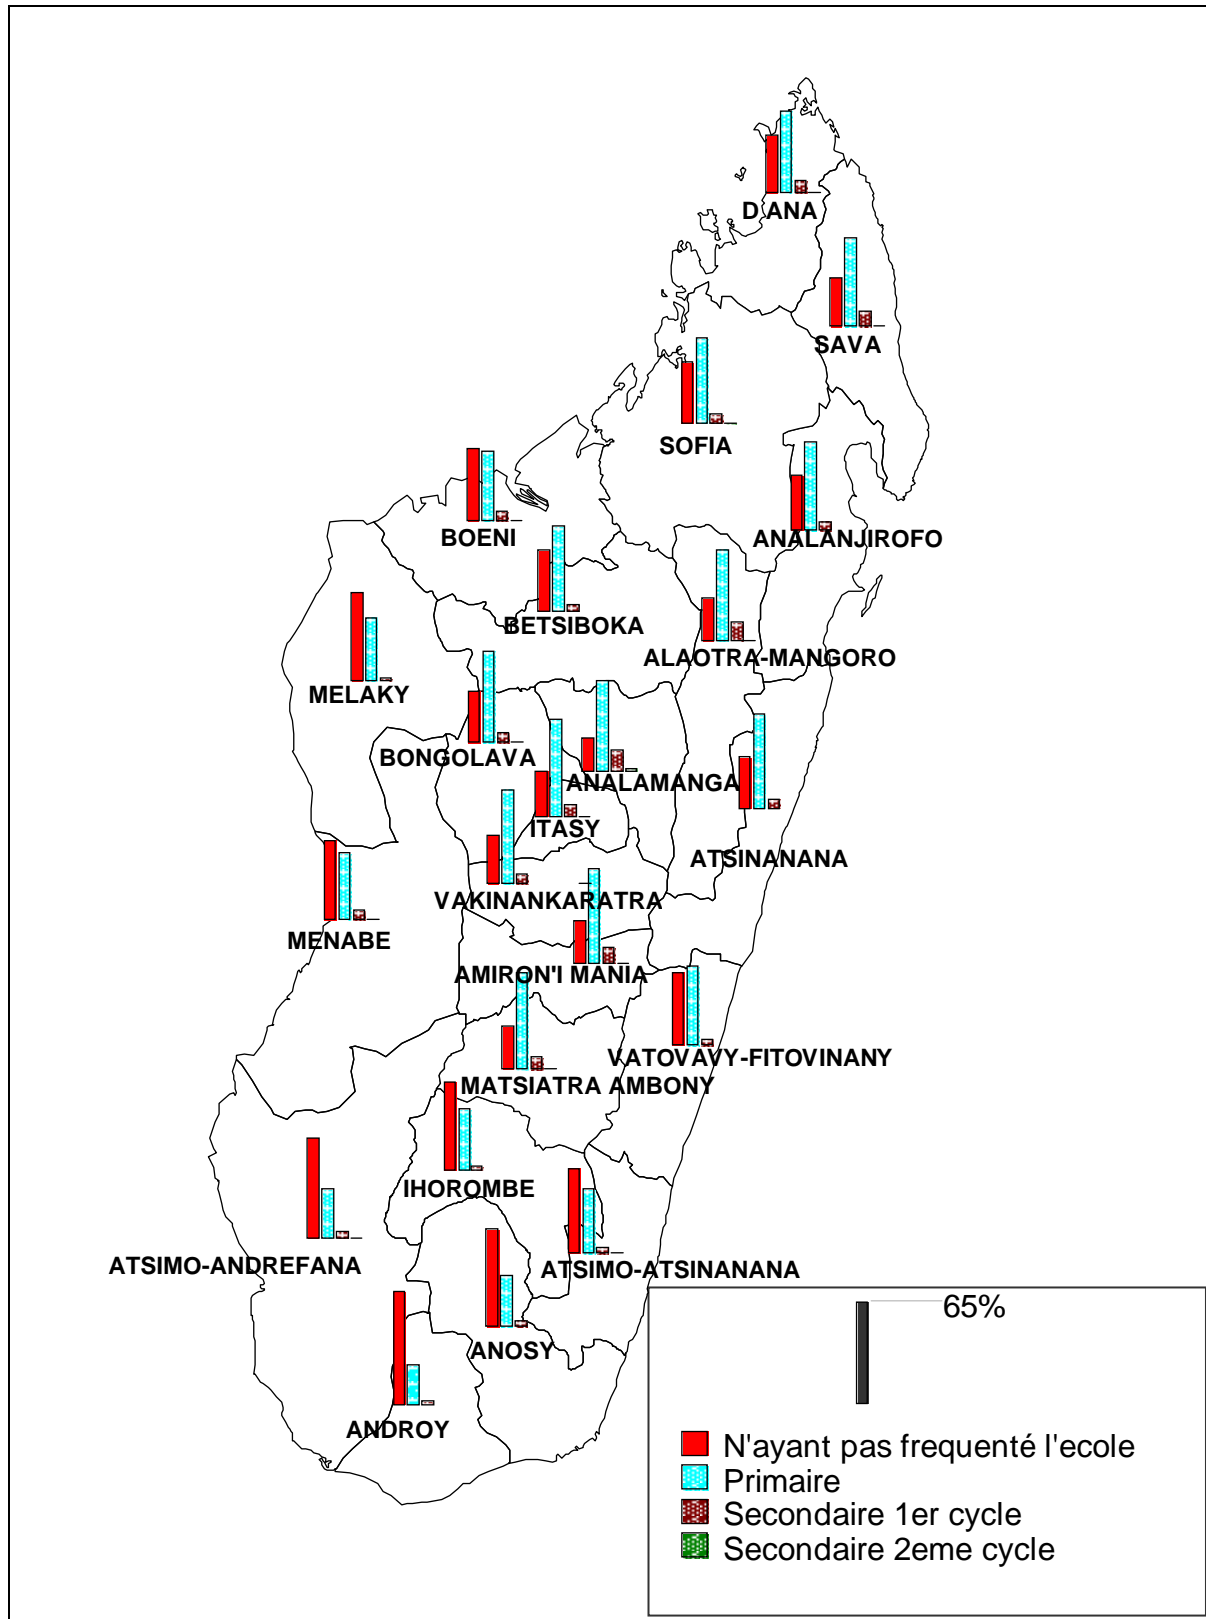 D ANA
SAVA
SOFIA
BOENI
ANALANJIROFO
BETSIBOKA
ALAOTRA-MANGORO
MELAKY
BONGOLAVA
ANALAMANGA
ITASY
ATSINANANA
VAKINANKARATRA
MENABE
AMIRON'I MANIA
VATOVAVY-FITOVINANY
MATSIATRA AMBONY
IHOROMBE
ATSIMO-ANDREFANA
ATSIMO-ATSINANANA
ANOSY
ANDROY
65%
N'ayant pas frequenté l'ecole
Primaire
Secondaire 1er cycle
Secondaire 2eme cycle